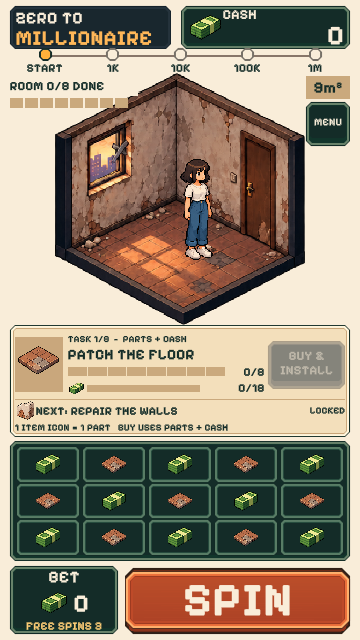 ZERO TO
MILLIONAIRE
CASH
0
START 1K 10K 100K 1M
ROOM 0/8 DONE
9m²
MENU
TASK 1/8 - PARTS + CASH
PATCH THE FLOOR
0/8
0/18
BUY & INSTALL
NEXT: REPAIR THE WALLS
LOCKED
1 ITEM ICON = 1 PART BUY USES PARTS + CASH
BET
0
FREE SPINS 3
SPIN